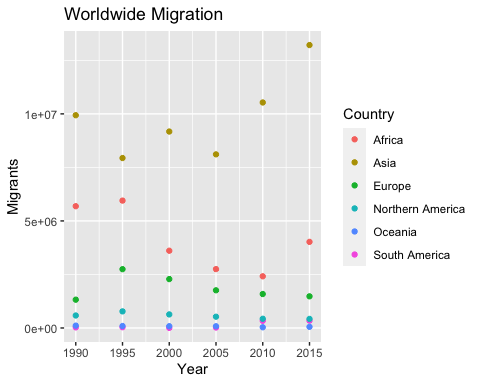 Worldwide Migration
Migrants
1e+07
5e+06
0e+00
1990 1995 2000 2005 2010 2015
Year
Country
Africa
Asia
Europe
Northern America
Oceania
South America